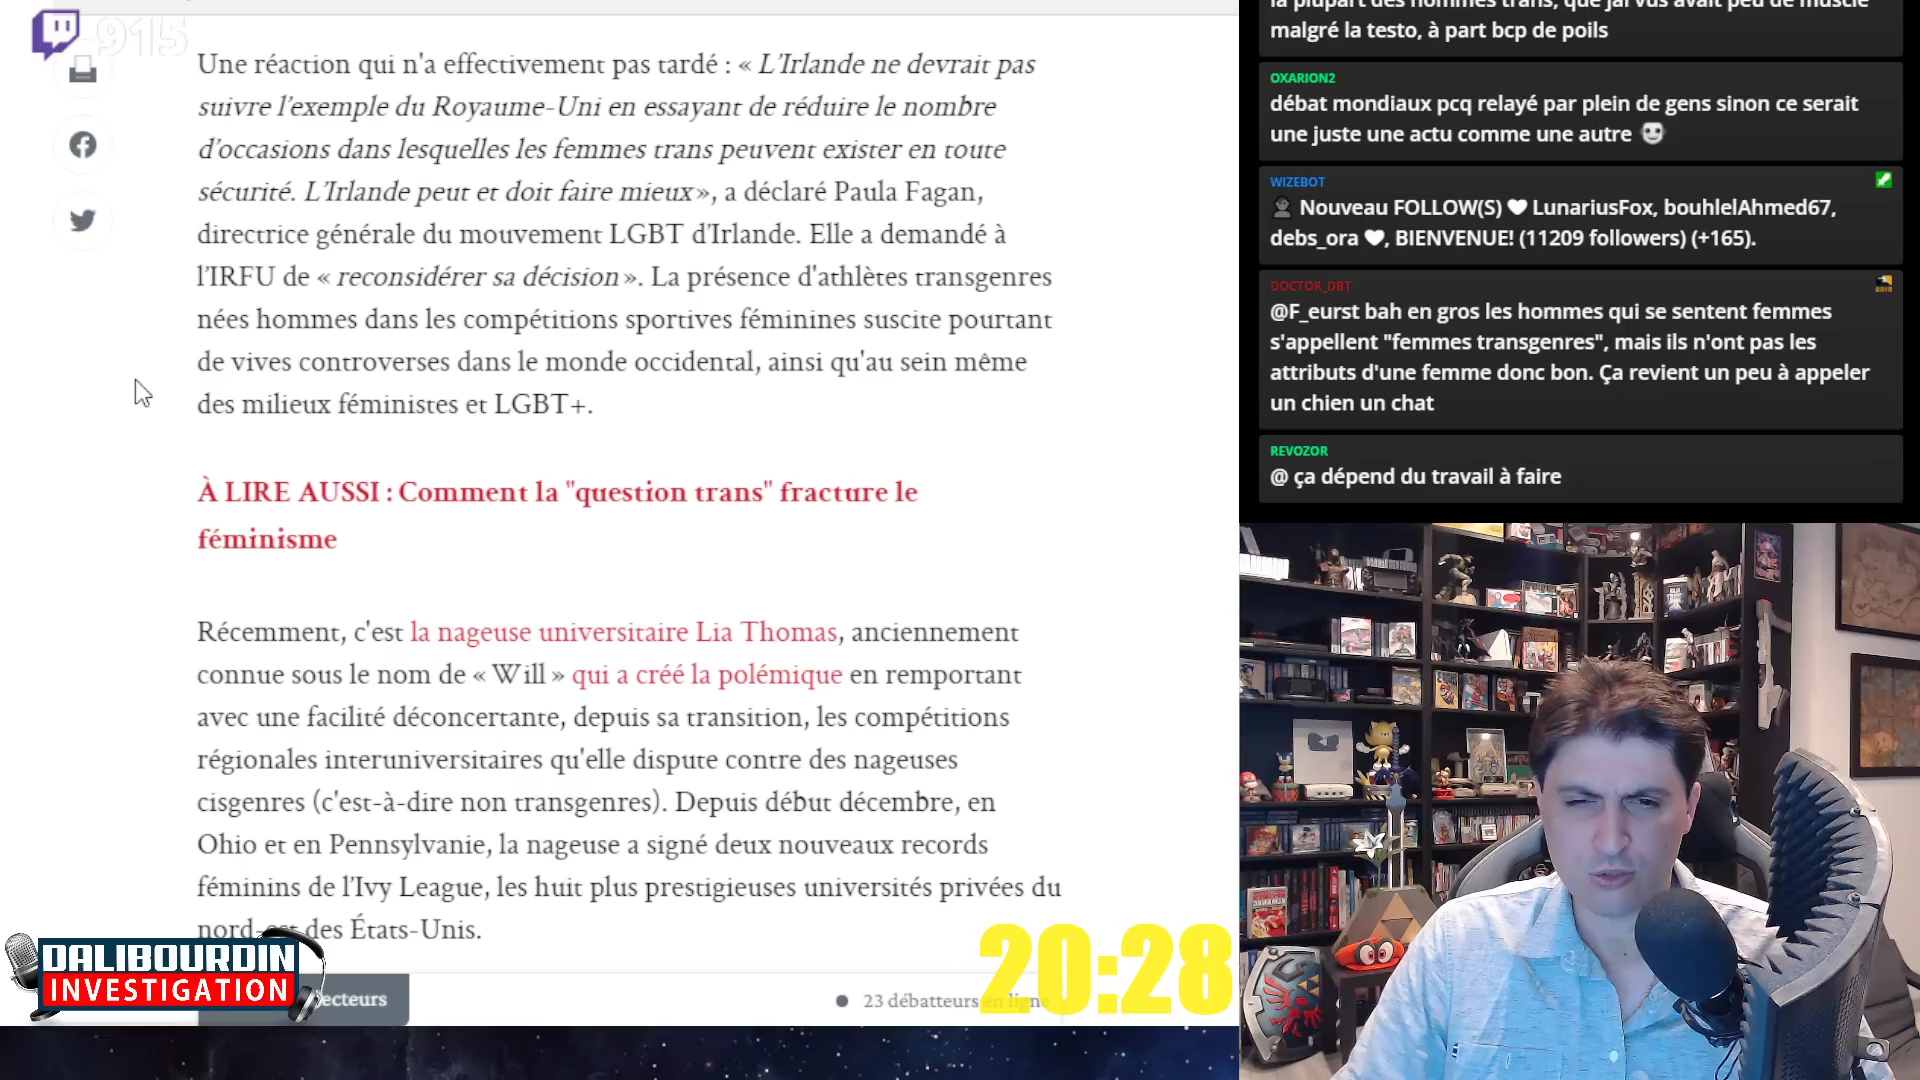 915
Une réaction qui n'a effectivement pas tardé : « L'Irlande ne devrait pas
suivre l'exemple du Royaume-Uni en essayant de réduire le nombre
d'occasions dans lesquelles les femmes trans peuvent exister en toute
sécurité. L'Irlande peut et doit faire mieux », a déclaré Paula Fagan,
directrice générale du mouvement LGBT d'Irlande. Elle a demandé à
l'IRFU de « reconsidérer sa décision ». La présence d'athlètes transgenres
nées hommes dans les compétitions sportives féminines suscite pourtant
de vives controverses dans le monde occidental, ainsi qu'au sein même
des milieux féministes et LGBT+.
À LIRE AUSSI : Comment la "question trans" fracture le
féminisme
Récemment, c'est la nageuse universitaire Lia Thomas, anciennement
connue sous le nom de « Will » qui a créé la polémique en remportant
avec une facilité déconcertante, depuis sa transition, les compétitions
régionales interuniversitaires qu'elle dispute contre des nageuses
cisgenres (c'est-à-dire non transgenres). Depuis début décembre, en
Ohio et en Pennsylvanie, la nageuse a signé deux nouveaux records
féminins de l'Ivy League, les huit plus prestigieuses universités privées du
nord-est des États-Unis.
ecteurs
23 débatteurs en ligne
20:28
DALIBOURDIN
INVESTIGATION
la plupart des hommes trans, que jai vus avait peu de muscle
malgré la testo, à part bcp de poils
OXARION2
débat mondiaux pcq relayé par plein de gens sinon ce serait
une juste une actu comme une autre
WIZEBOT
Nouveau FOLLOW(S) LunariusFox, bouhlelAhmed67,
debs_ora, BIENVENUE! (11209 followers) (+165).
DOCTOR_DBT
@F_eurst bah en gros les hommes qui se sentent femmes
s'appellent "femmes transgenres", mais ils n'ont pas les
attributs d'une femme donc bon. Ça revient un peu à appeler
un chien un chat
REVOZOR
@ ça dépend du travail à faire